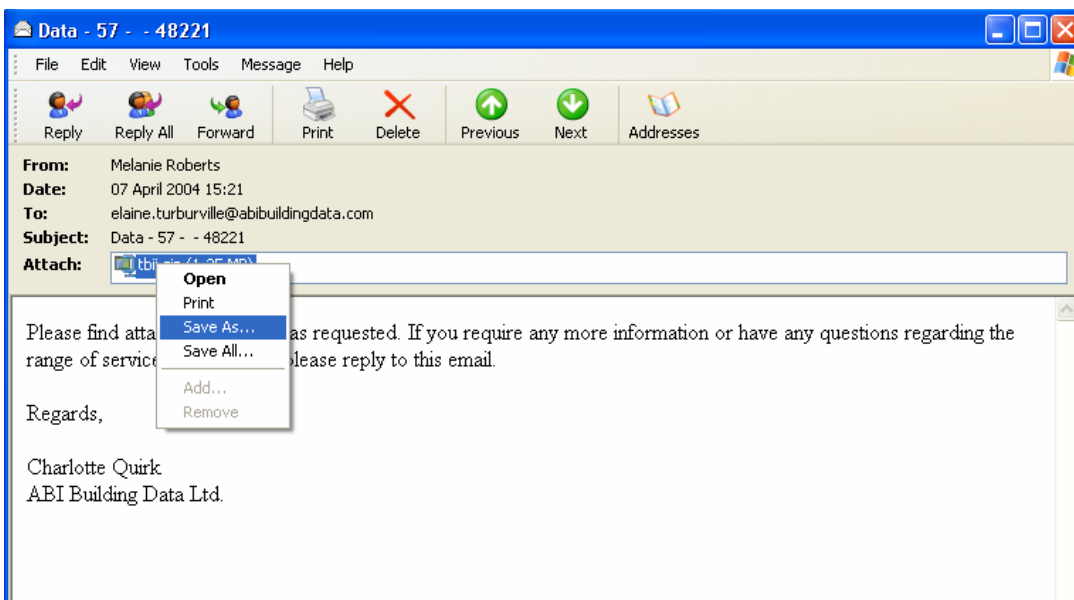 Data - 57 - - 48221
File Edit View Tools Message Help
Reply Reply All Forward Print Delete Previous Next Addresses
From: Melanie Roberts
Date: 07 April 2004 15:21
To: elaine.turburville@abibuildingdata.com
Subject: Data - 57 - - 48221
Attach:
Open
Print
Save As...
Save All...
Add...
Remove
Please find as requested. If you require any more information or have any questions regarding the
range of please reply to this email.
Regards,
Charlotte Quirk
ABI Building Data Ltd.